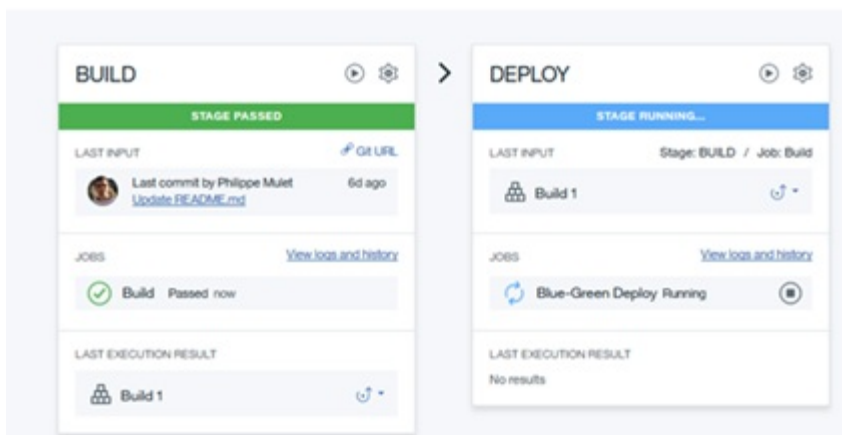 BUILD
STAGE PASSED
LAST INPUT
Git URL
Last commit by Philippe Mulet
6d ago
Update README.md
JOBS
View logs and history
Build Passed now
LAST EXECUTION RESULT
Build 1
DEPLOY
STAGE RUNNING...
LAST INPUT
Stage: BUILD / Job: Build
Build 1
JOBS
View logs and history
Blue-Green Deploy Running
LAST EXECUTION RESULT
No results